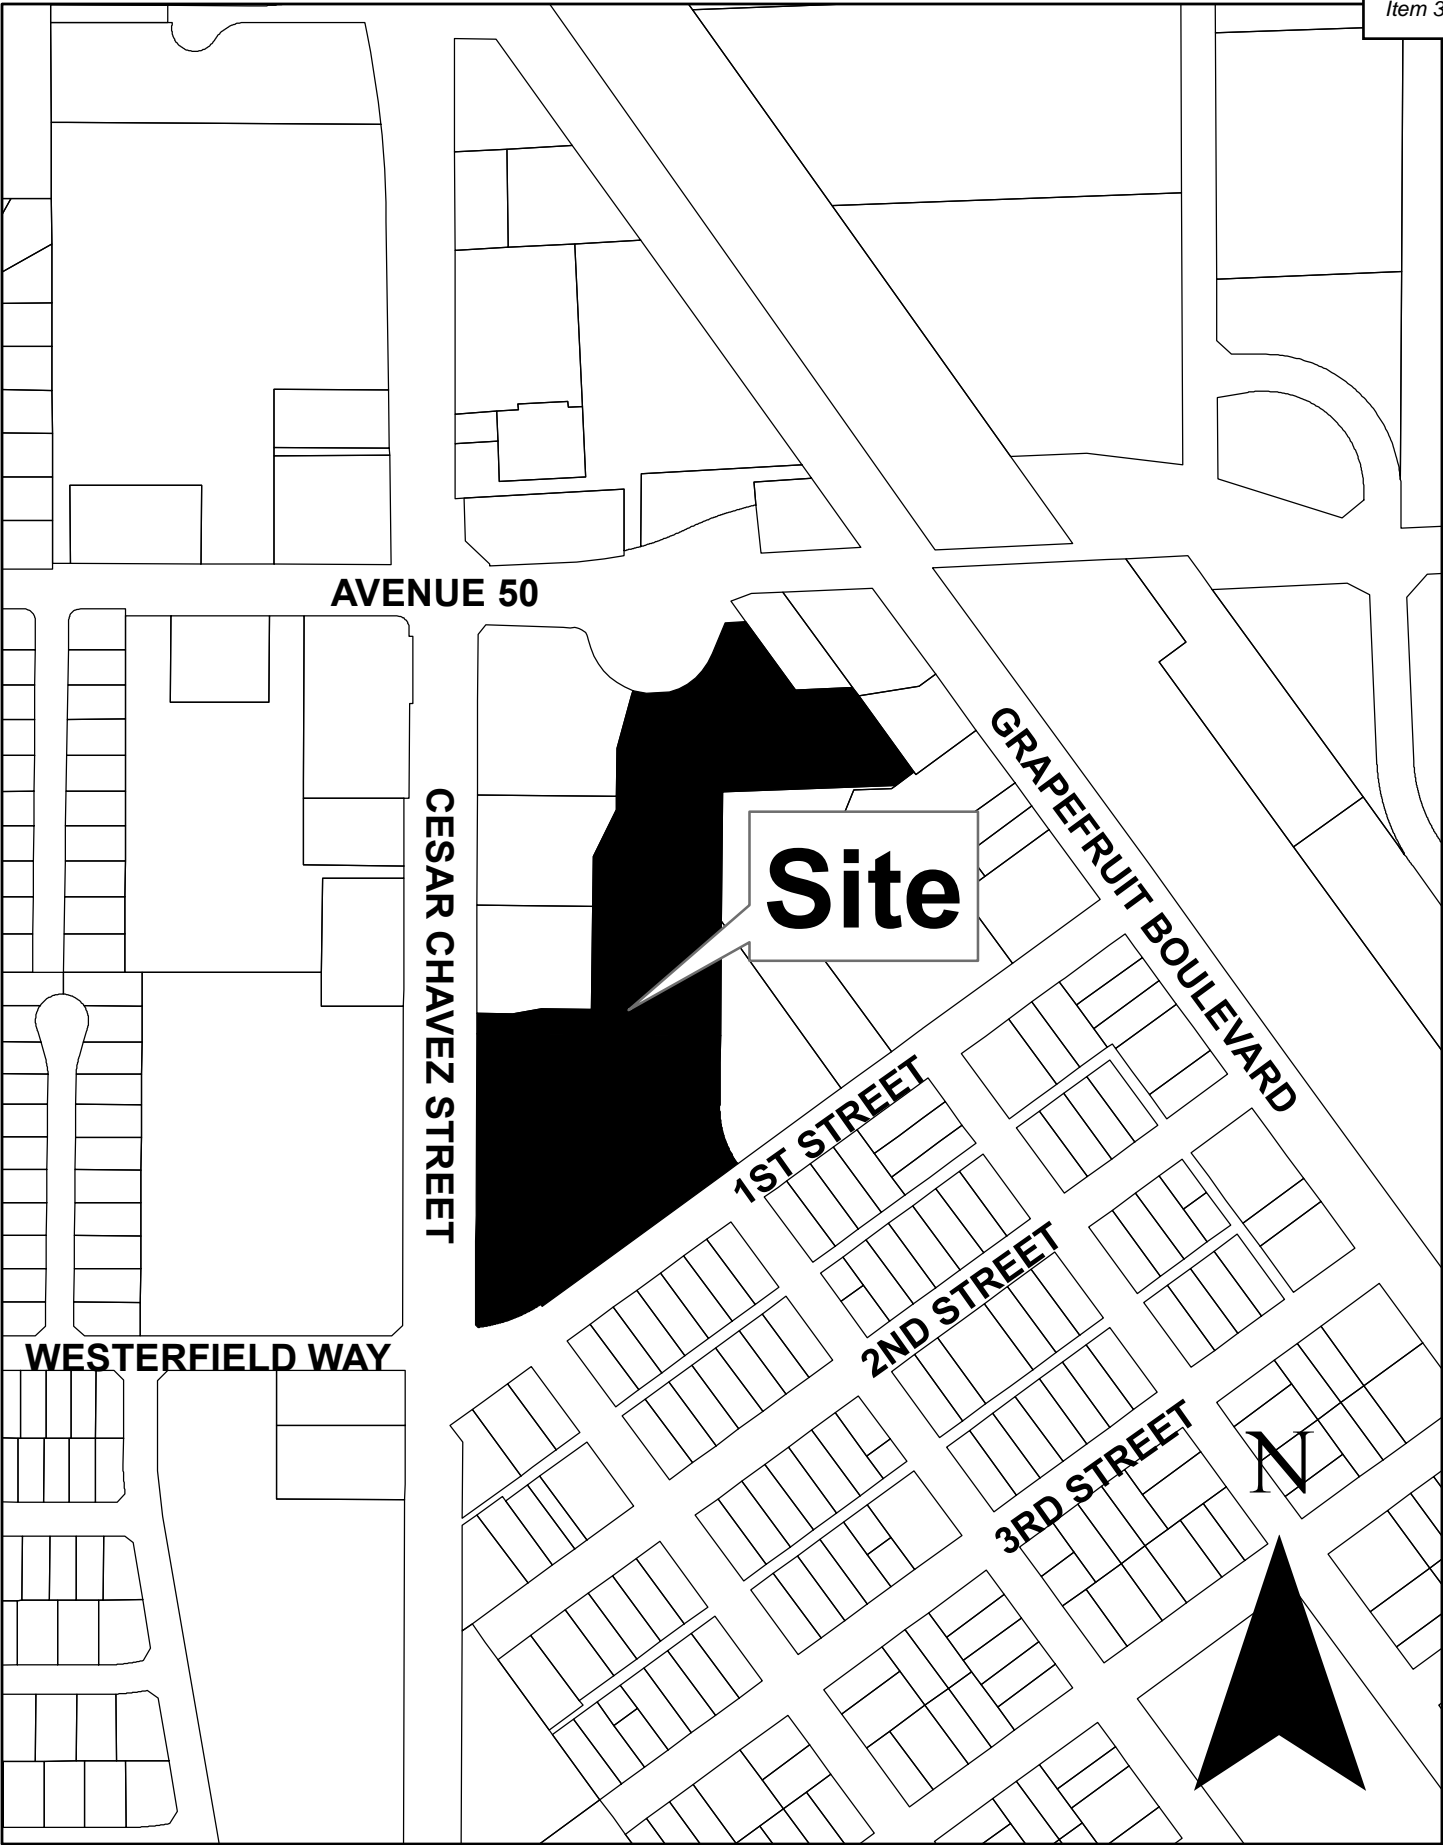 Item 3
AVENUE 50
GRAPEFRUIT BOULEVARD
CESAR CHAVEZ STREET
Site
1ST STREET
2ND STREET
WESTERFIELD WAY
3RD STREET
N